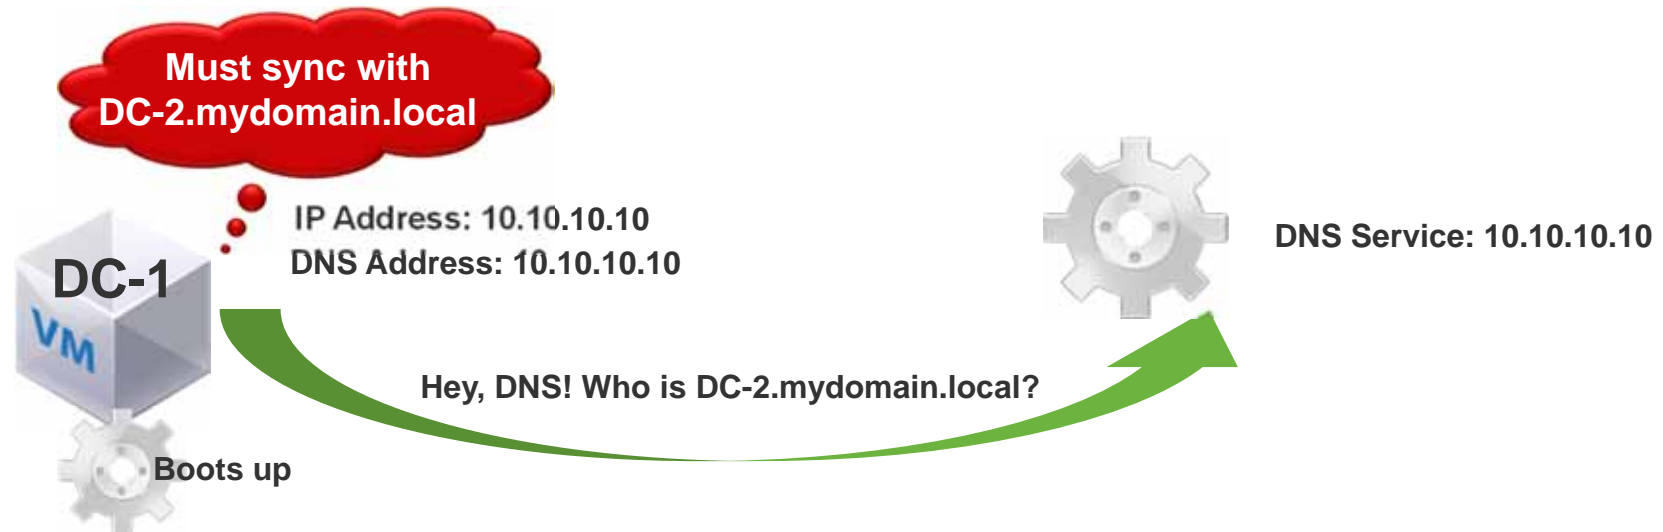 Must sync with
DC-2.mydomain.local
IP Address: 10.10.10.10
DNS Address: 10.10.10.10
DC-1
VM
DNS Service: 10.10.10.10
Hey, DNS! Who is DC-2.mydomain.local?
Boots up